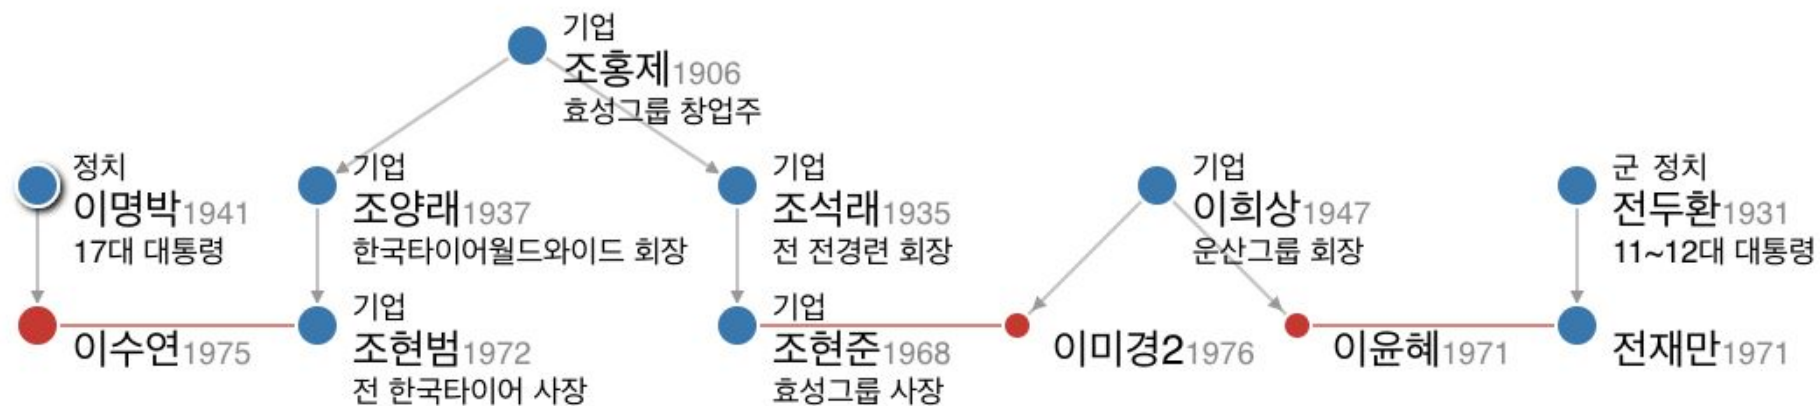 기업
조홍제1906
효성그룹 창업주
정치
이명박1941
17대 대통령
기업
조양래1937
한국타이어월드와이드 회장
기업
조석래1935
전 전경련 회장
기업
이희상1947
운산그룹 회장
군 정치
전두환1931
11~12대 대통령
이수연1975
기업
조현범1972
전 한국타이어 사장
기업
조현준1968
효성그룹 사장
이미경21976
이윤혜1971
전재만1971